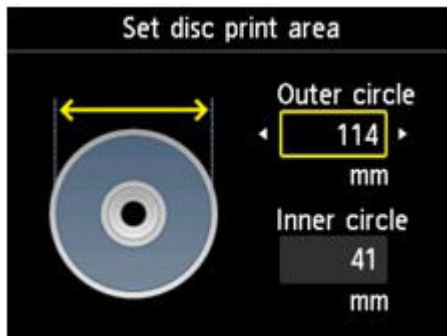 Set disc print area
Outer circle
114
mm
Inner circle
41
mm